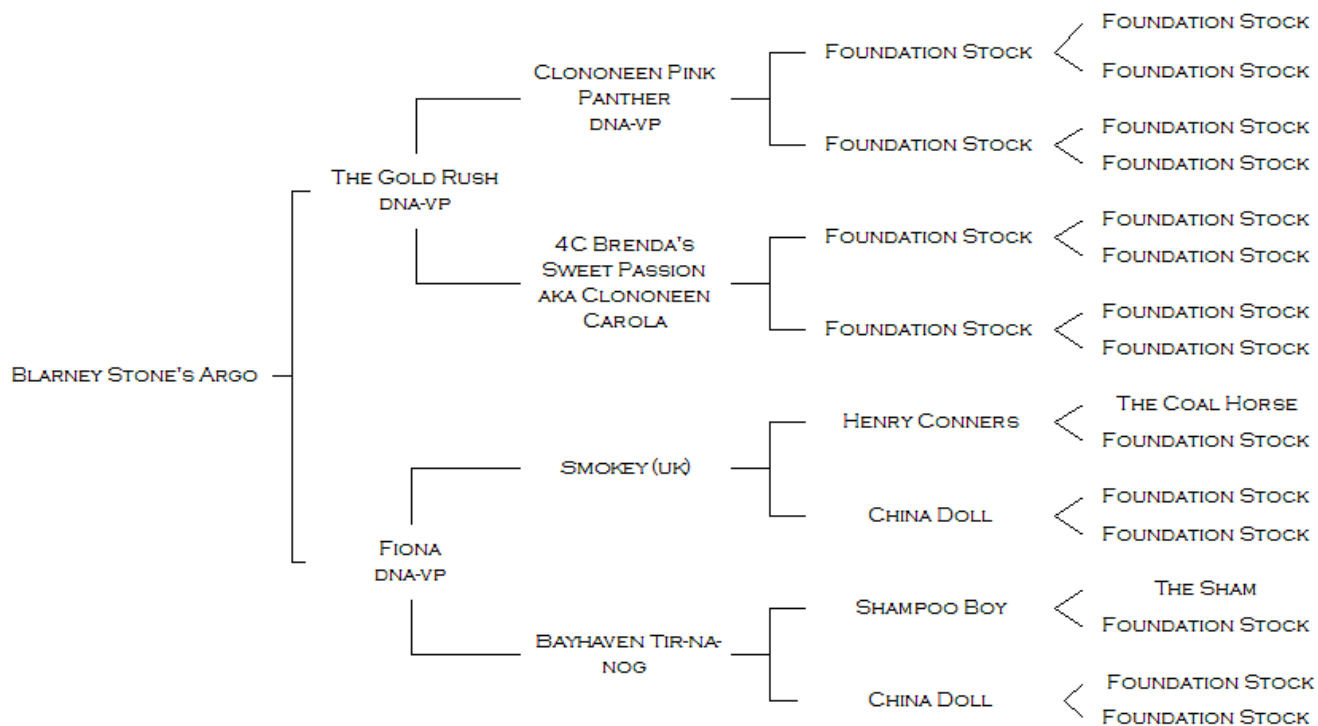 Blarney Stone's Argo
The Gold Rush
DNA-VP
Clononeen Pink
Panther
DNA-VP
Foundation Stock
Foundation Stock
Foundation Stock
Foundation Stock
Foundation Stock
Foundation Stock
4C Brenda's
Sweet Passion
aka Clononeen
Carola
Foundation Stock
Foundation Stock
Foundation Stock
Foundation Stock
Foundation Stock
Foundation Stock
Fiona
DNA-VP
Smokey (UK)
Henry Conners
The Coal Horse
Foundation Stock
China Doll
Foundation Stock
Foundation Stock
Bayhaven Tir-na-
nog
Shampoo Boy
The Sham
Foundation Stock
China Doll
Foundation Stock
Foundation Stock